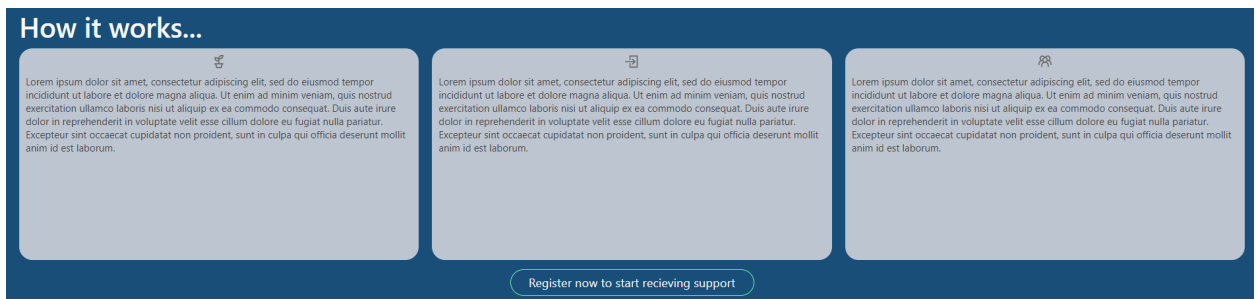 How it works...
Lorem ipsum dolor sit amet, consectetur adipiscing elit, sed do eiusmod tempor
incididunt ut labore et dolore magna aliqua. Ut enim ad minim veniam, quis nostrud
exercitation ullamco laboris nisi ut aliquip ex ea commodo consequat. Duis aute irure
dolor in reprehenderit in voluptate velit esse cillum dolore eu fugiat nulla pariatur.
Excepteur sint occaecat cupidatat non proident, sunt in culpa qui officia deserunt mollit
anim id est laborum.
Lorem ipsum dolor sit amet, consectetur adipiscing elit, sed do eiusmod tempor
incididunt ut labore et dolore magna aliqua. Ut enim ad minim veniam, quis nostrud
exercitation ullamco laboris nisi ut aliquip ex ea commodo consequat. Duis aute irure
dolor in reprehenderit in voluptate velit esse cillum dolore eu fugiat nulla pariatur.
Excepteur sint occaecat cupidatat non proident, sunt in culpa qui officia deserunt mollit
anim id est laborum.
Lorem ipsum dolor sit amet, consectetur adipiscing elit, sed do eiusmod tempor
incididunt ut labore et dolore magna aliqua. Ut enim ad minim veniam, quis nostrud
exercitation ullamco laboris nisi ut aliquip ex ea commodo consequat. Duis aute irure
dolor in reprehenderit in voluptate velit esse cillum dolore eu fugiat nulla pariatur.
Excepteur sint occaecat cupidatat non proident, sunt in culpa qui officia deserunt mollit
anim id est laborum.
Register now to start recieving support